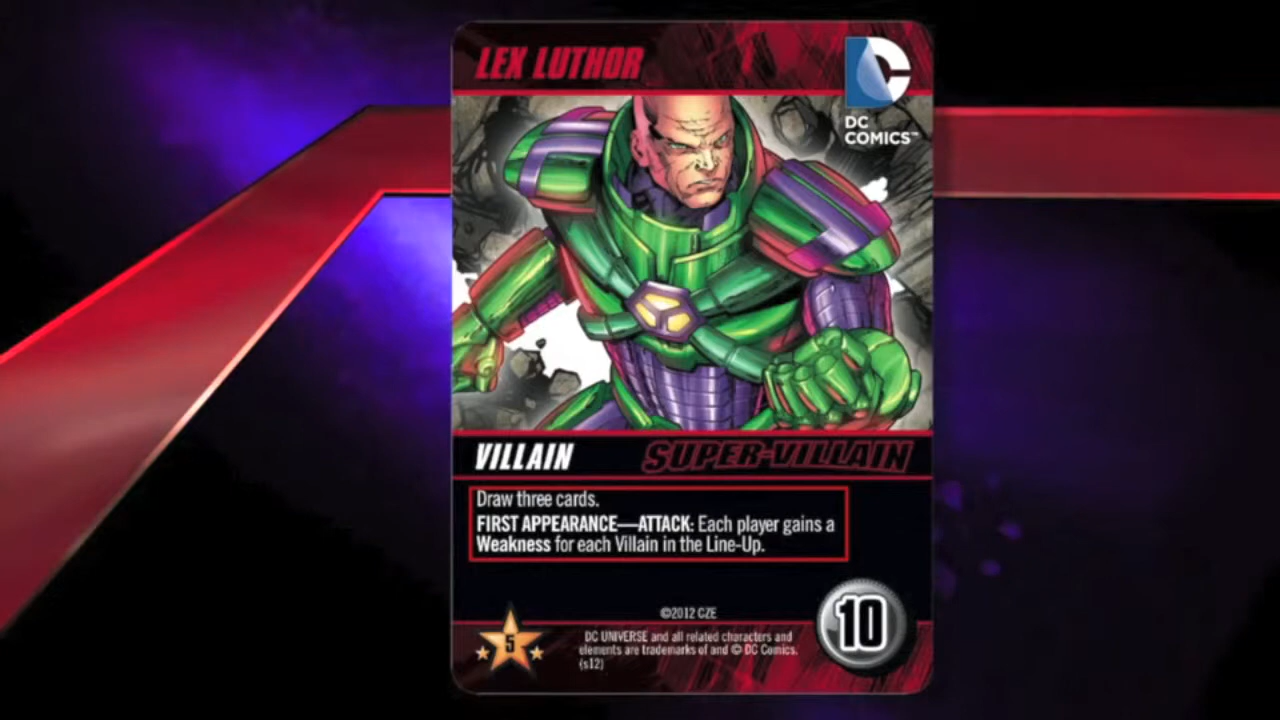 LEX LUTHOR
DC
COMICS™
VILLAIN SUPER-VILLAIN
Draw three cards.
FIRST APPEARANCE—ATTACK: Each player gains a
Weakness for each Villain in the Line-Up.
©2012 CZE
5
DC UNIVERSE and all related characters and
elements are trademarks of and © DC Comics.
(s12)
10